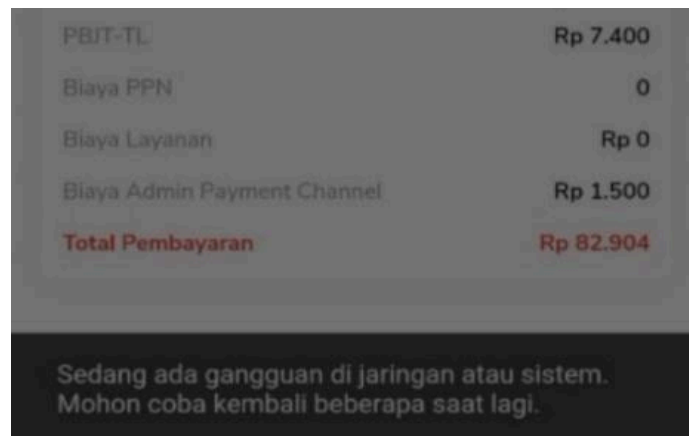 PBJT-TL Rp 7.400
Biaya PPN 0
Biaya Layanan Rp 0
Biaya Admin Payment Channel Rp 1.500
Total Pembayaran Rp 82.904
Sedang ada gangguan di jaringan atau sistem.
Mohon coba kembali beberapa saat lagi.